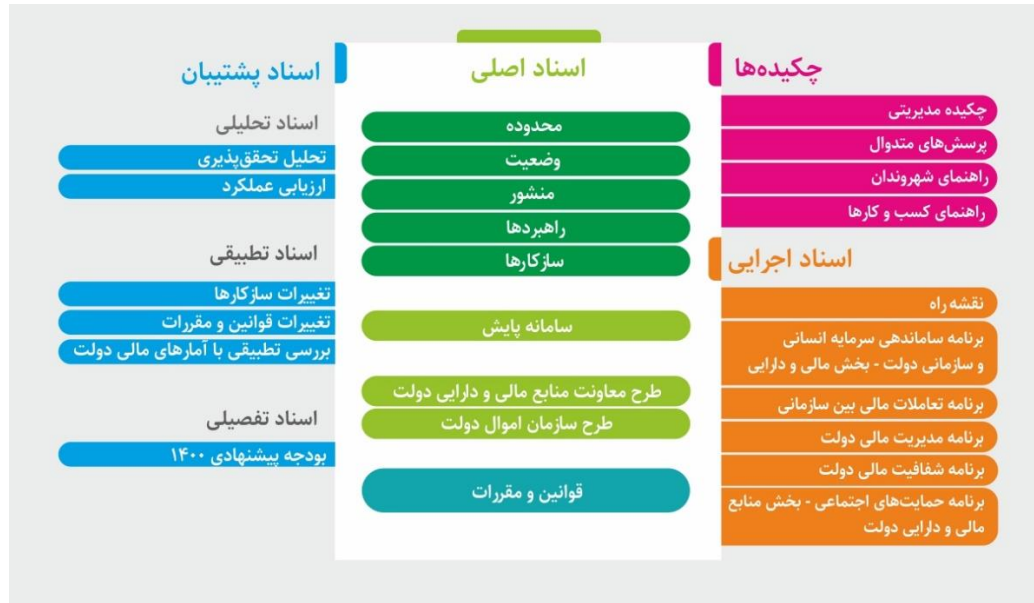 چکیده‌ها
چکیده مدیریتی
پرسش‌های متدوال
راهنمای شهروندان
راهنمای کسب و کارها
اسناد اجرایی
نقشه راه
برنامه ساماندهی سرمایه انسانی
و سازمانی دولت - بخش مالی و دارایی
برنامه تعاملات مالی بین سازمانی
برنامه مدیریت مالی دولت
برنامه شفافیت مالی دولت
برنامه حمایت‌های اجتماعی - بخش منابع
مالی و دارایی دولت
اسناد اصلی
محدوده
وضعیت
منشور
راهبردها
سازکارها
سامانه پایش
طرح معاونت منابع مالی و دارایی دولت
طرح سازمان اموال دولت
قوانین و مقررات
اسناد پشتیبان
اسناد تحلیلی
تحلیل تحقق‌پذیری
ارزیابی عملکرد
اسناد تطبیقی
تغییرات سازکارها
تغییرات قوانین و مقررات
بررسی تطبیقی با آمارهای مالی دولت
اسناد تفصیلی
بودجه پیشنهادی ۱۴۰۰